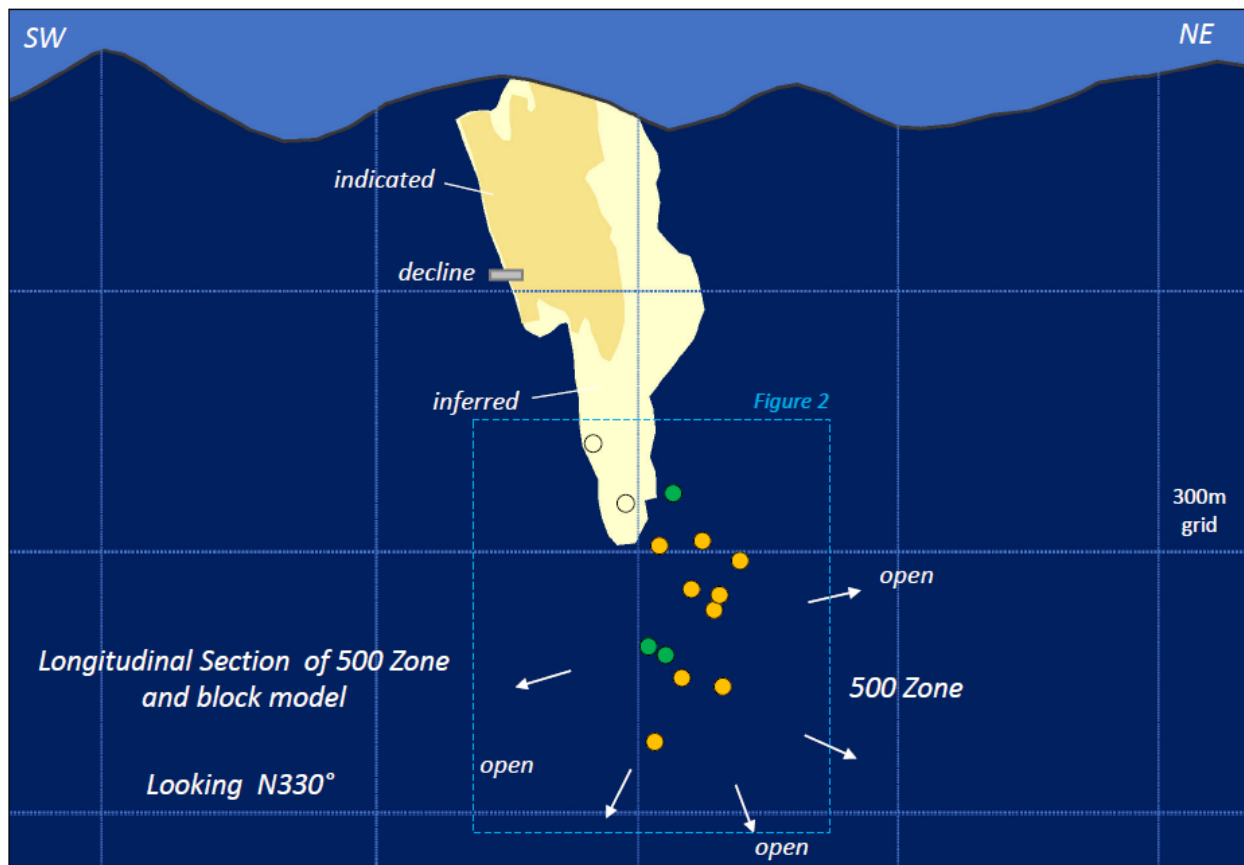 SW
NE
indicated
decline
inferred
Figure 2
300m
grid
open
Longitudinal Section of 500 Zone
and block model
500 Zone
open
Looking N330°
open